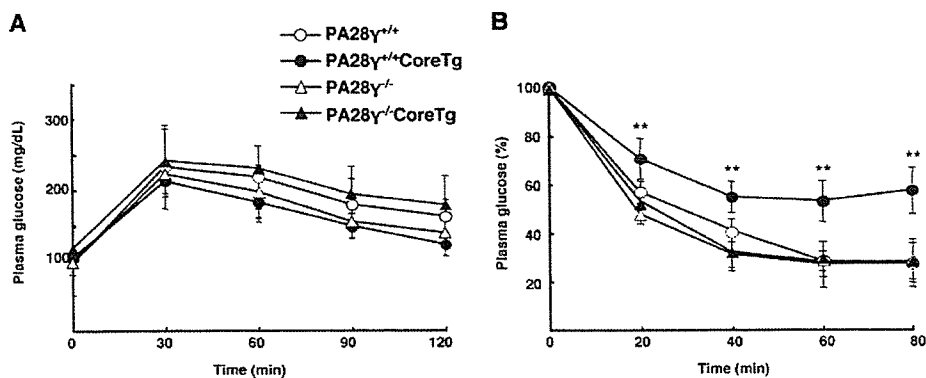 A
PA28γ+/+
PA28γ+/+CoreTg
PA28γ-/-
PA28γ-/-CoreTg
Plasma glucose (mg/dL)
300
200
100
0 30 60 90 120
Time (min)
B
Plasma glucose (%)
100
80
60
40
20
** ** ** **
0 20 40 60 80
Time (min)